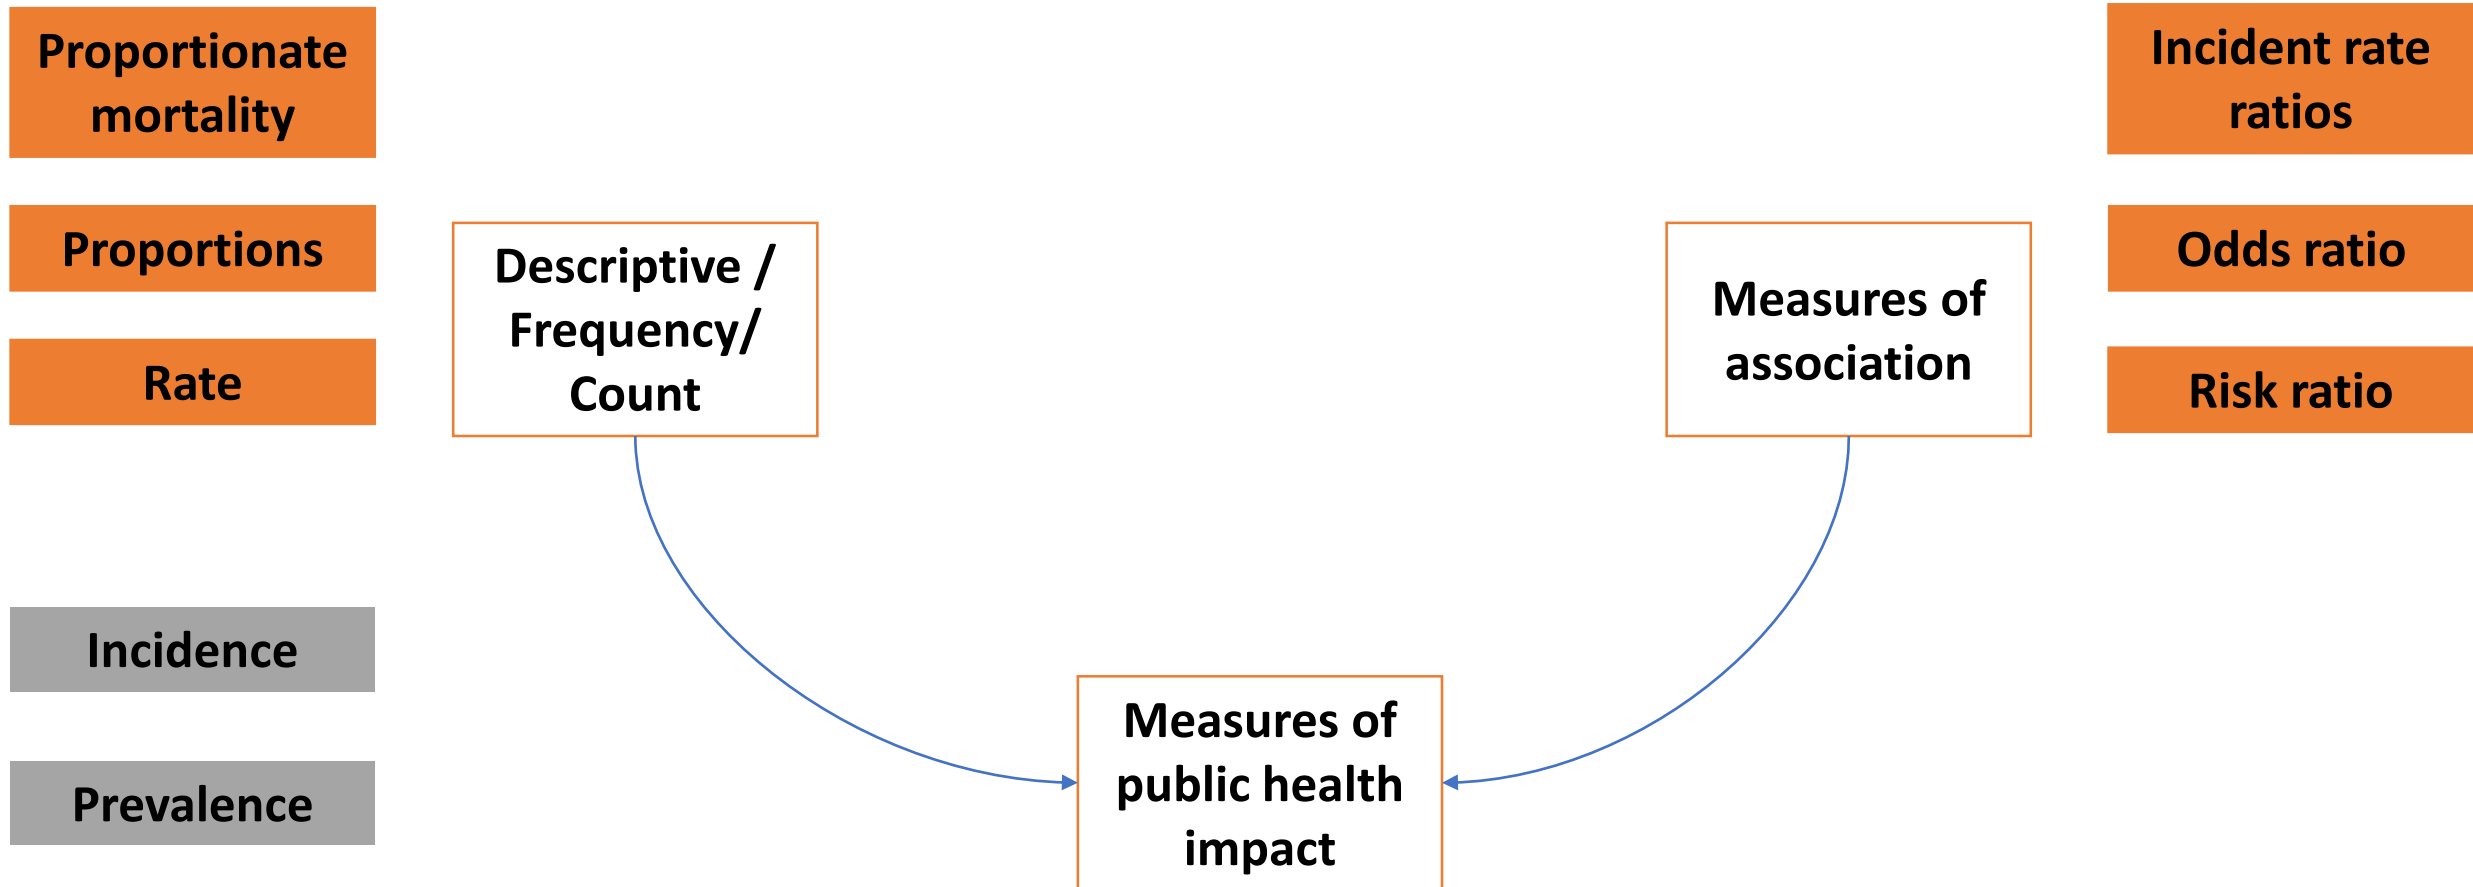 Proportionate
mortality
Proportions
Rate
Incidence
Prevalence
Descriptive /
Frequency/
Count
Measures of
public health
impact
Measures of
association
Incident rate
ratios
Odds ratio
Risk ratio